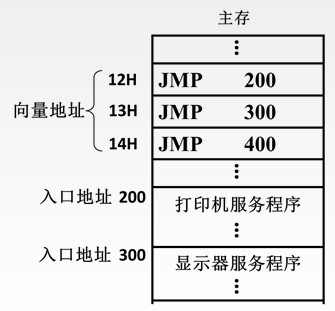 主存
⋮
12H JMP 200
向量地址 13H JMP 300
14H JMP 400
⋮
入口地址 200
打印机服务程序
⋮
入口地址 300
显示器服务程序
⋮